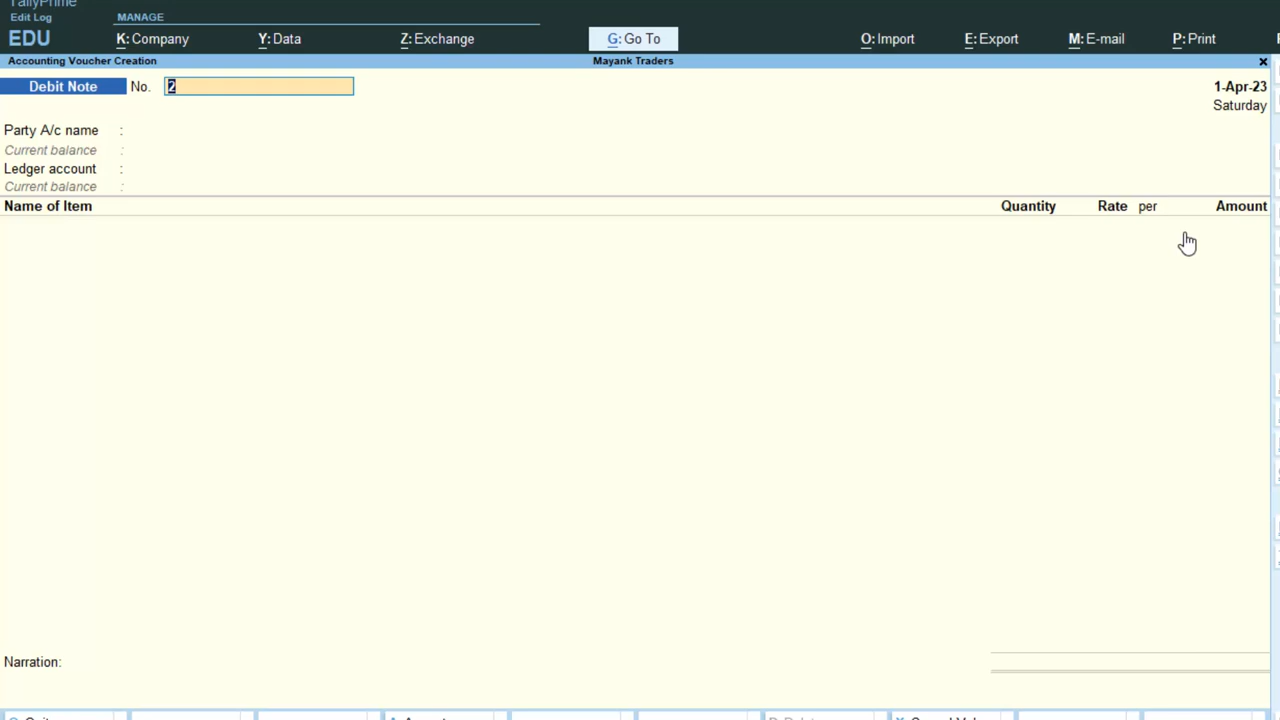 TallyPrime
Edit Log
MANAGE
EDU
K: Company
Y: Data
Z: Exchange
G: Go To
O: Import
E: Export
M: E-mail
P: Print
Accounting Voucher Creation
Mayank Traders
Debit Note
No.
2
1-Apr-23
Saturday
Party A/c name :
Current balance :
Ledger account :
Current balance :
Name of Item
Quantity
Rate per
Amount
Narration: